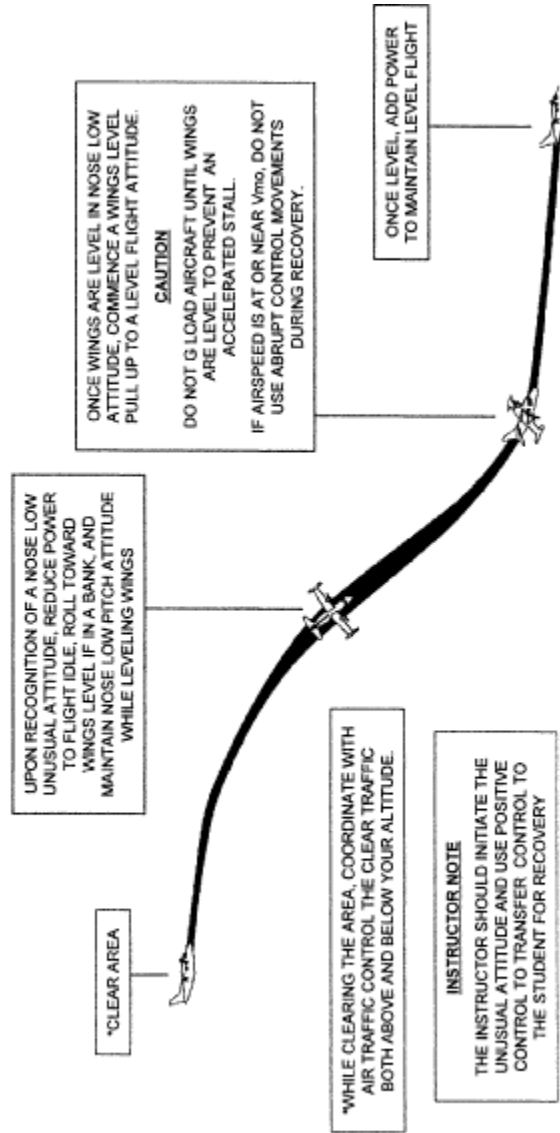 *CLEAR AREA
UPON RECOGNITION OF A NOSE LOW
UNUSUAL ATTITUDE, REDUCE POWER
TO FLIGHT IDLE, ROLL TOWARD
WINGS LEVEL IF IN A BANK, AND
MAINTAIN NOSE LOW PITCH ATTITUDE
WHILE LEVELING WINGS
ONCE WINGS ARE LEVEL IN NOSE LOW
ATTITUDE, COMMENCE A WINGS LEVEL
PULL UP TO A LEVEL FLIGHT ATTITUDE.
CAUTION
DO NOT G LOAD AIRCRAFT UNTIL WINGS
ARE LEVEL TO PREVENT AN
ACCELERATED STALL.
IF AIRSPEED IS AT OR NEAR Vmo, DO NOT
USE ABRUPT CONTROL MOVEMENTS
DURING RECOVERY.
ONCE LEVEL, ADD POWER
TO MAINTAIN LEVEL FLIGHT
*WHILE CLEARING THE AREA, COORDINATE WITH
AIR TRAFFIC CONTROL THE CLEAR TRAFFIC
BOTH ABOVE AND BELOW YOUR ALTITUDE.
INSTRUCTOR NOTE
THE INSTRUCTOR SHOULD INITIATE THE
UNUSUAL ATTITUDE AND USE POSITIVE
CONTROL TO TRANSFER CONTROL TO
THE STUDENT FOR RECOVERY